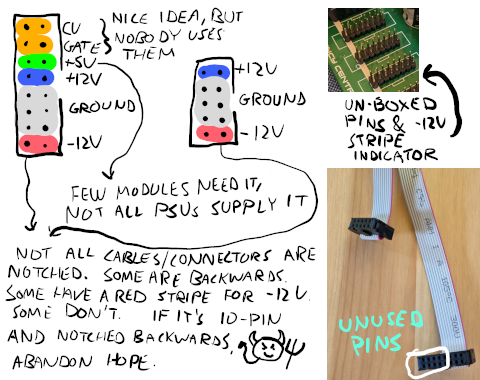 CV
GATE
+5V
+12V
GROUND
-12V
NICE IDEA, BUT
NOBODY USES
THEM
+12V
GROUND
-12V
UN-BOXED
PINS & -12V
STRIPE
INDICATOR
FEW MODULES NEED IT,
NOT ALL PSUs SUPPLY IT
NOT ALL CABLES/CONNECTORS ARE
NOTCHED. SOME ARE BACKWARDS.
SOME HAVE A RED STRIPE FOR -12V.
SOME DON'T. IF IT'S 10-PIN
AND NOTCHED BACKWARDS,
ABANDON HOPE.
UNUSED
PINS